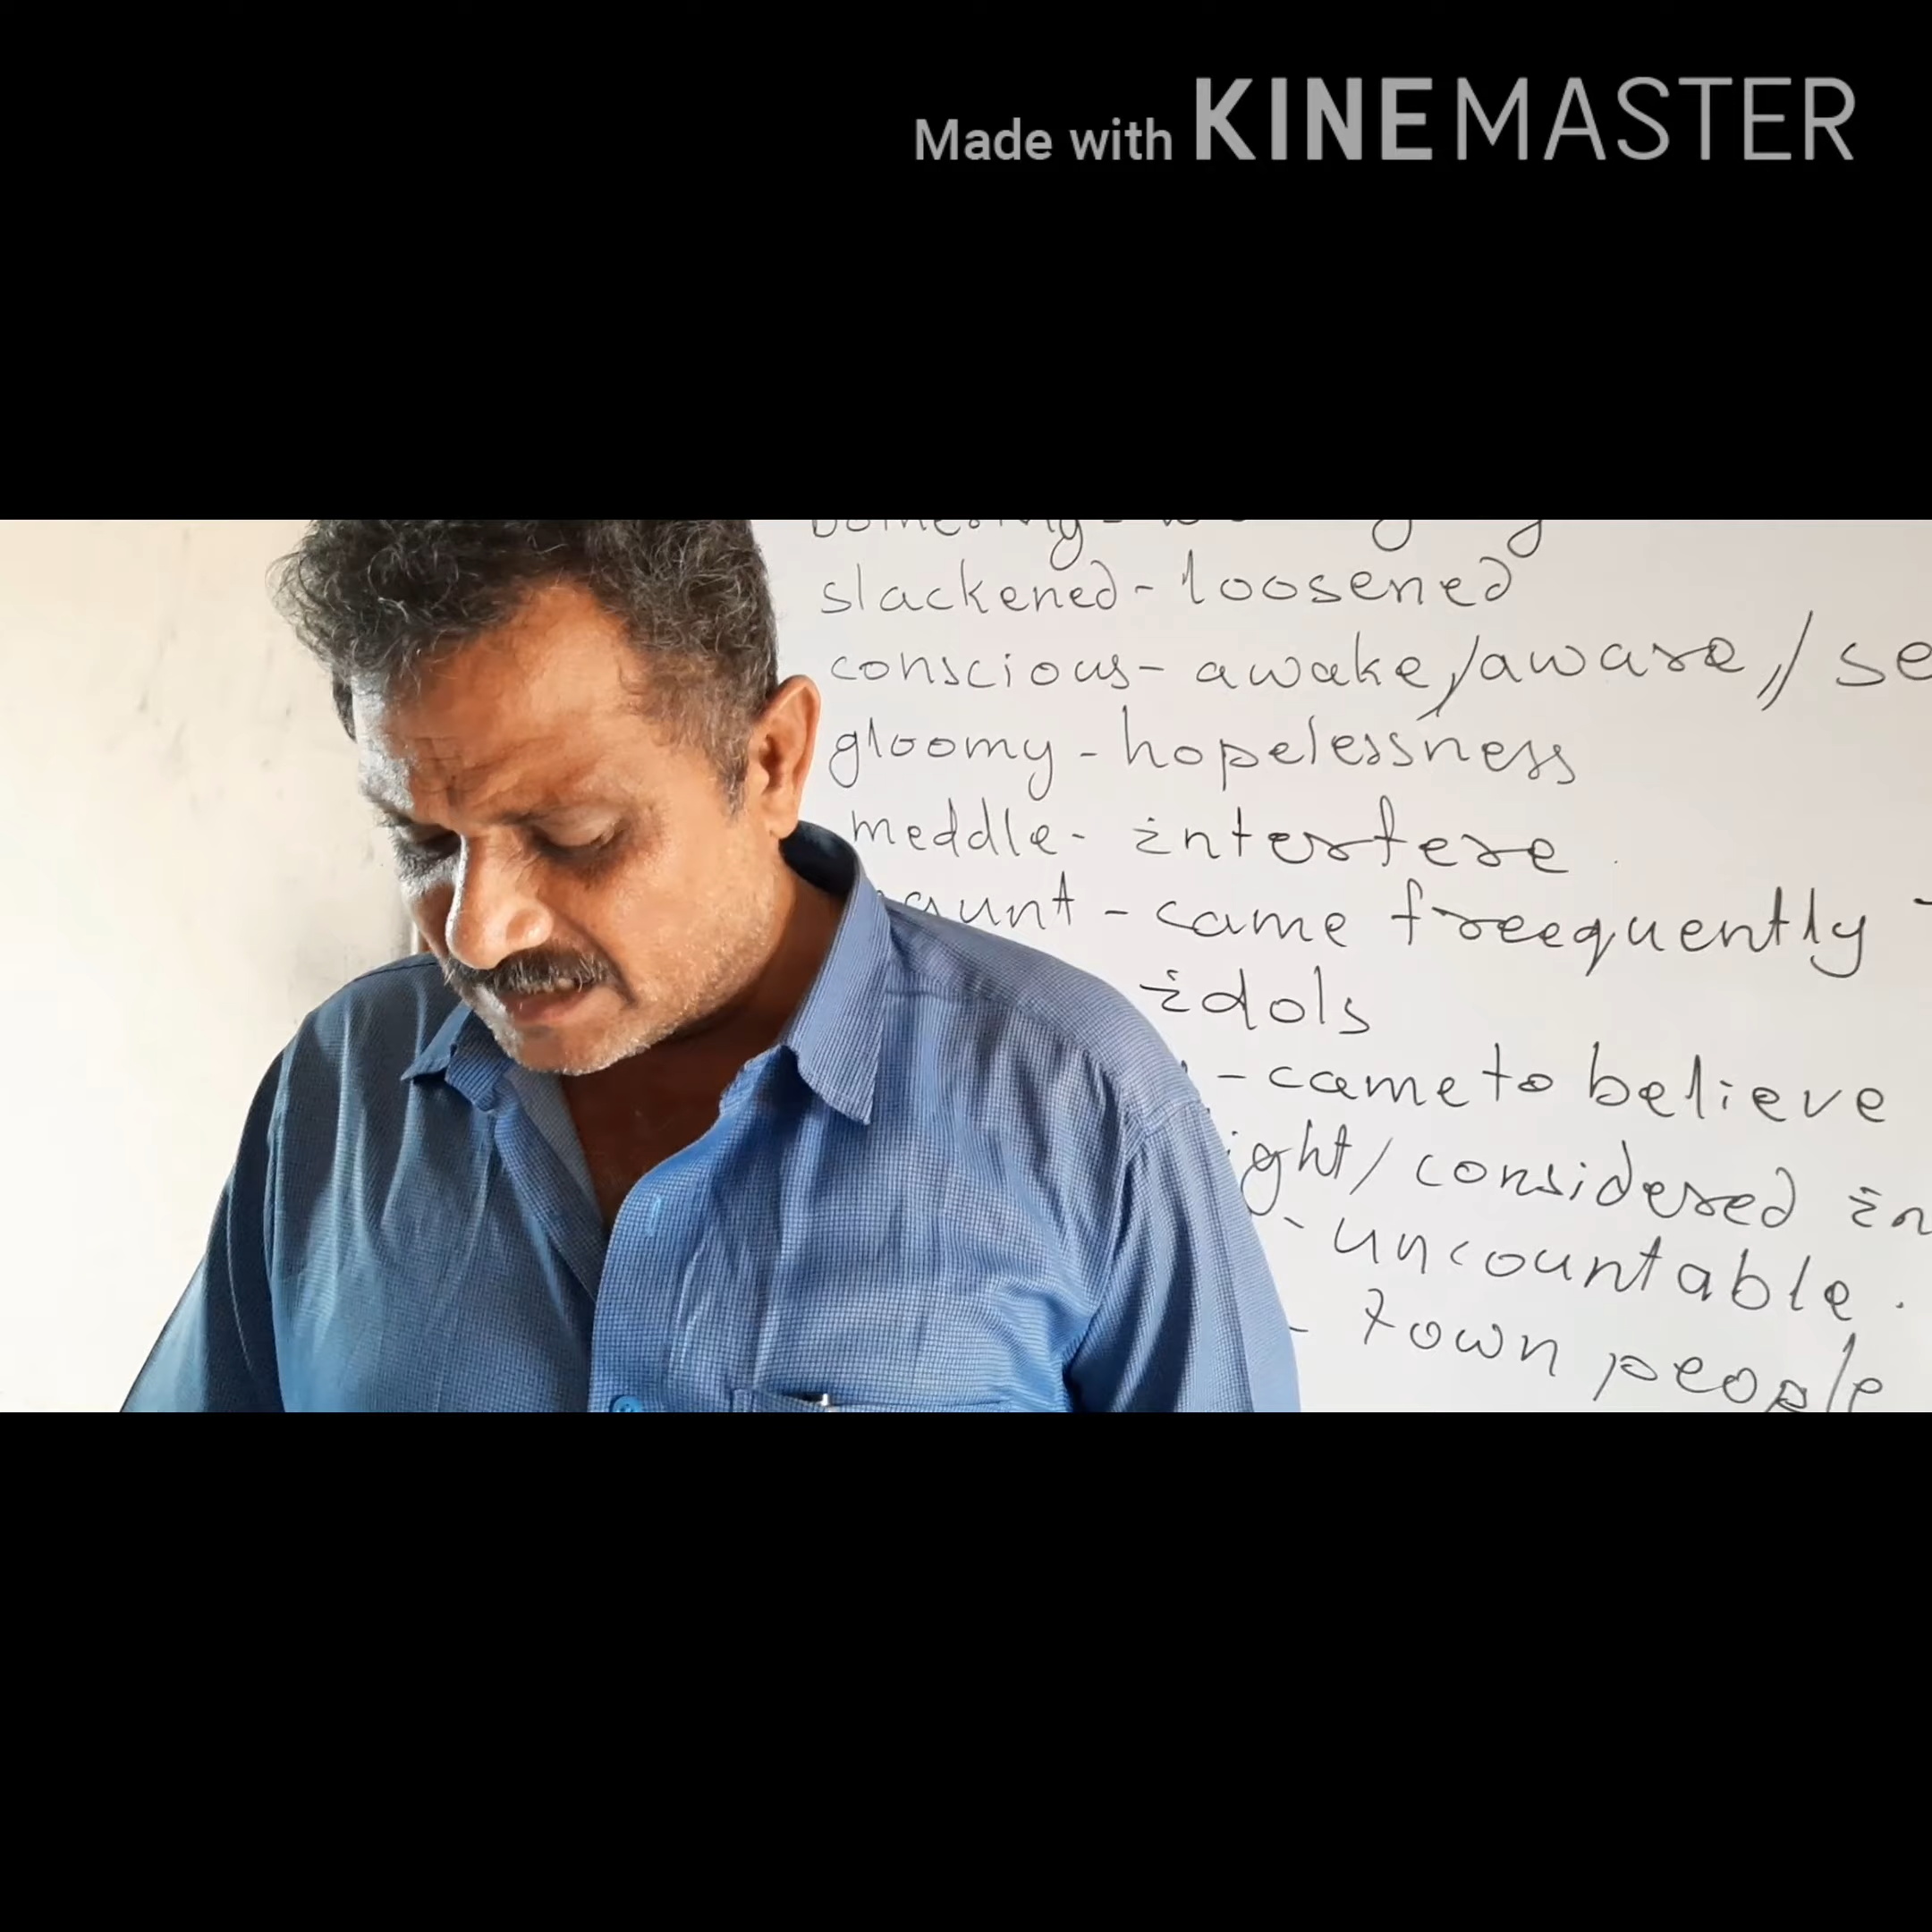 Made with KINEMASTER
slackened - loosened
conscious - awake/aware//
gloomy - hopelessness
meddle - interfere
- came freequently
idols
- came to believe
/considered
- uncountable.
- town people